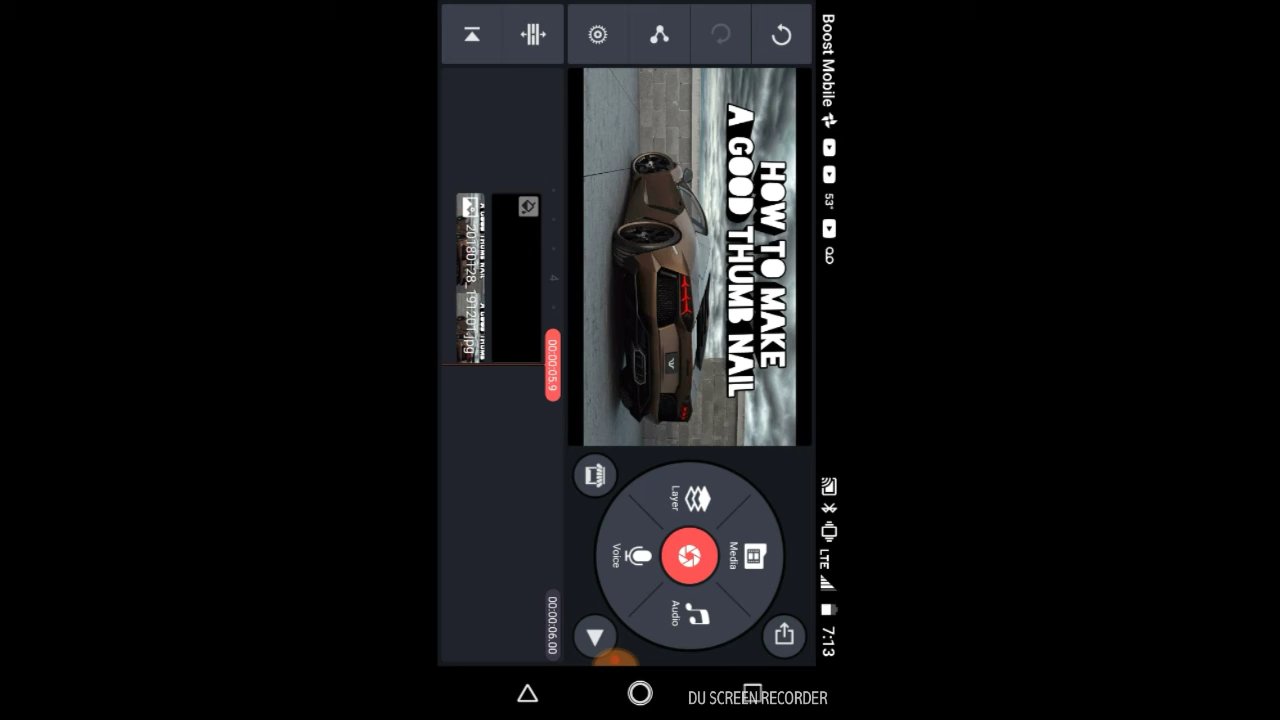 Boost Mobile 53° LTE 7:13
HOW TO MAKE
A GOOD THUMB NAIL
Media
Layer
Audio
Voice
4
00:00:05.9
00:00:06.00
20180128_191201.jpg
DU SCREEN RECORDER